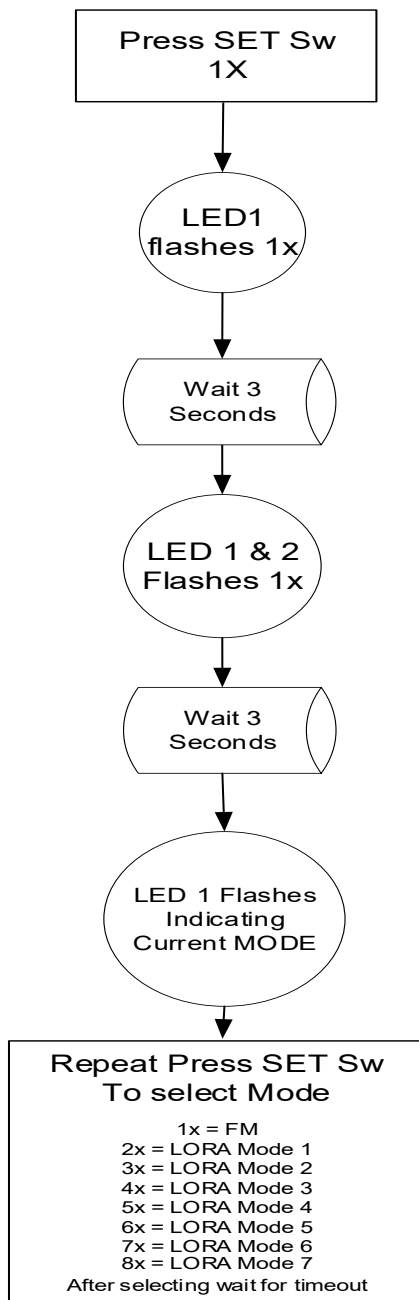 Press SET Sw
1X
LED1
flashes 1x
Wait 3
Seconds
LED 1 & 2
Flashes 1x
Wait 3
Seconds
LED 1 Flashes
Indicating
Current MODE
Repeat Press SET Sw
To select Mode
1x = FM
2x = LORA Mode 1
3x = LORA Mode 2
4x = LORA Mode 3
5x = LORA Mode 4
6x = LORA Mode 5
7x = LORA Mode 6
8x = LORA Mode 7
After selecting wait for timeout